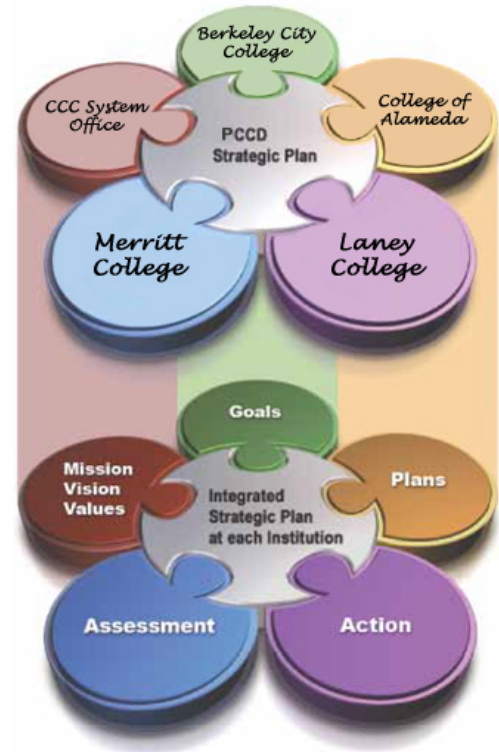 Berkeley City
College
CCC System
Office
College of
Alameda
PCCD
Strategic Plan
Merritt
College
Laney
College
Goals
Mission
Vision
Values
Plans
Integrated
Strategic Plan
at each Institution
Assessment
Action